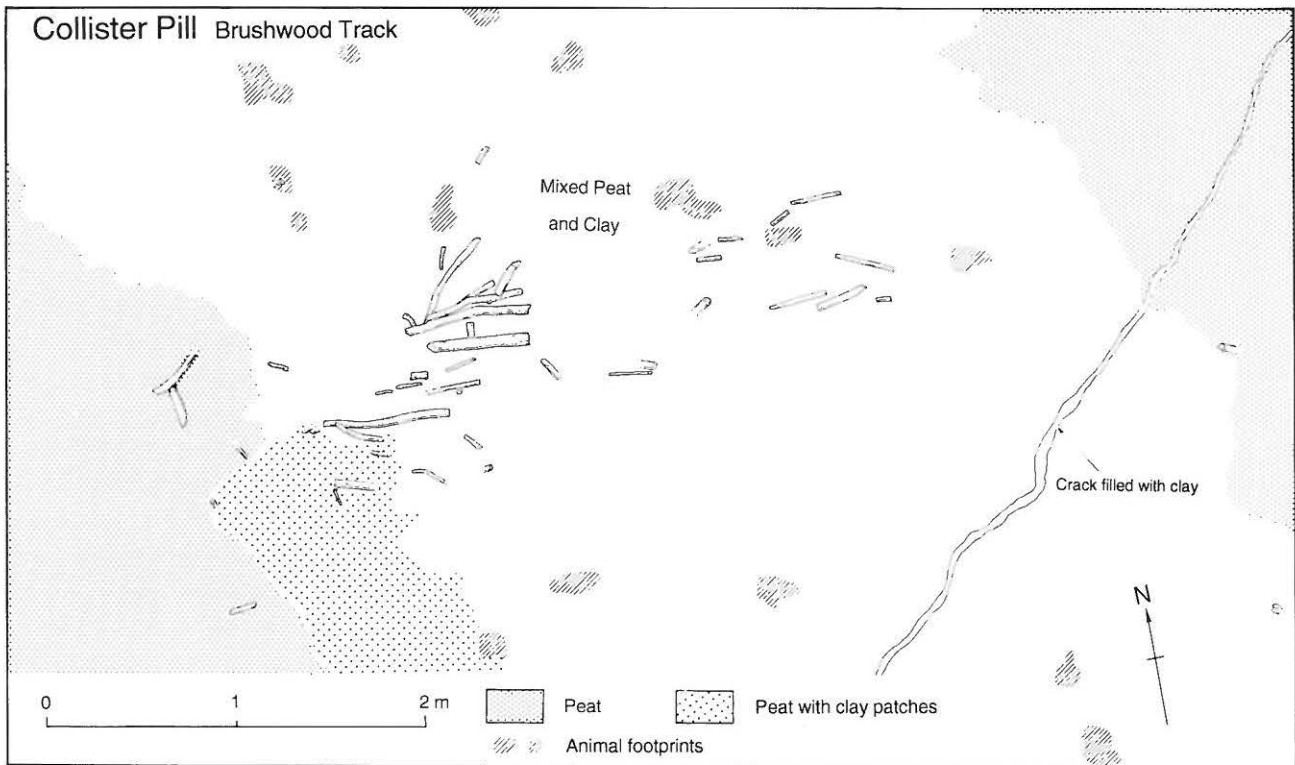 Collister Pill Brushwood Track
Mixed Peat
and Clay
Crack filled with clay
N
0 1 2 m
Peat
Peat with clay patches
Animal footprints